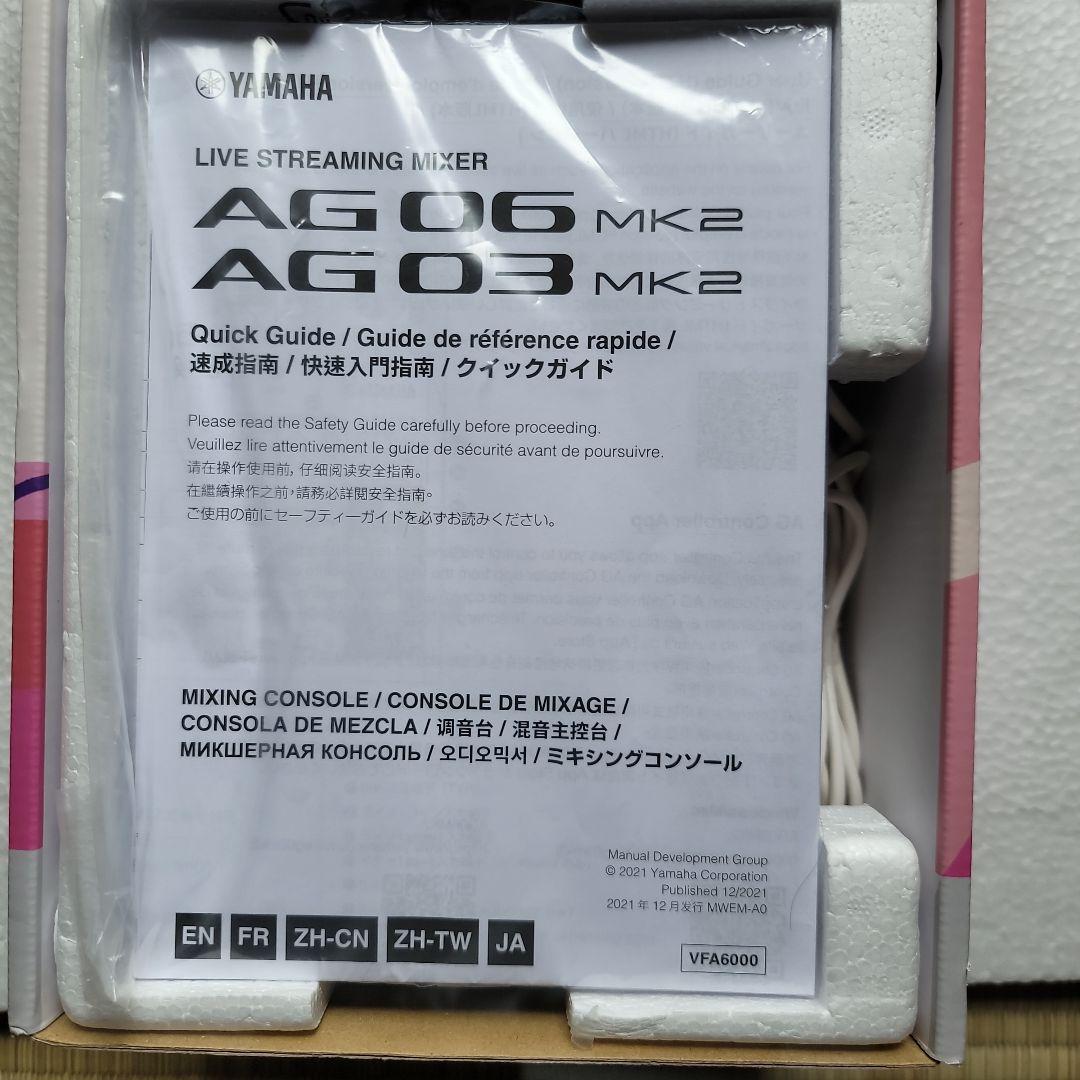 YAMAHA
LIVE STREAMING MIXER
AG 06 MK2
AG 03 MK2
Quick Guide / Guide de référence rapide /
速成指南 / 快速入門指南 / クイックガイド
Please read the Safety Guide carefully before proceeding.
Veuillez lire attentivement le guide de sécurité avant de poursuivre.
请在操作使用前, 仔细阅读安全指南。
在繼續操作之前,請務必詳閱安全指南。
ご使用の前にセーフティーガイドを必ずお読みください。
AG Controller App
MIXING CONSOLE / CONSOLE DE MIXAGE /
CONSOLA DE MEZCLA / 调音台 / 混音主控台 /
МИКШЕРНАЯ КОНСОЛЬ / 오디오믹서 / ミキシングコンソール
Manual Development Group
© 2021 Yamaha Corporation
Published 12/2021
2021 年 12 月发行 MWEM-A0
EN FR ZH-CN ZH-TW JA
VFA6000